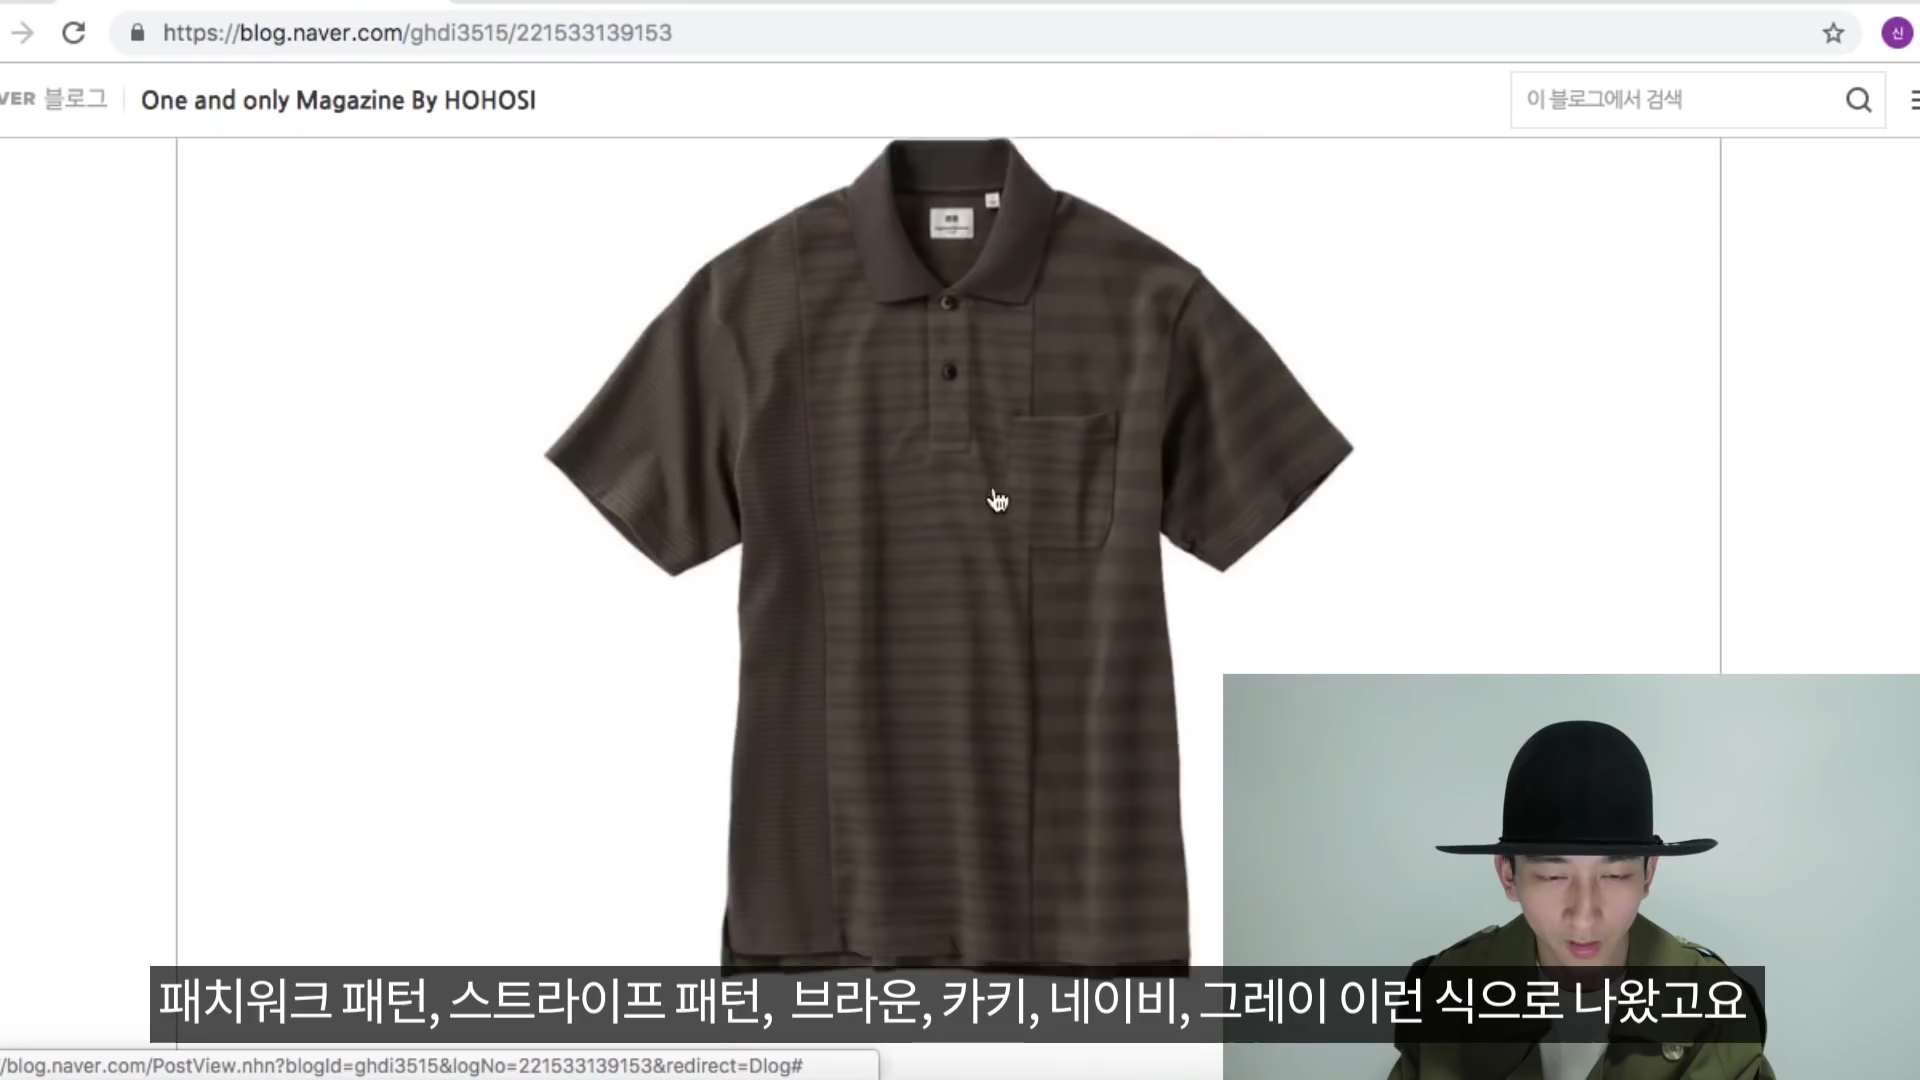 https://blog.naver.com/ghdi3515/221533139153
신
VER 블로그
One and only Magazine By HOHOSI
이 블로그에서 검색
패치워크 패턴, 스트라이프 패턴, 브라운, 카키, 네이비, 그레이 이런 식으로 나왔고요
/blog.naver.com/PostView.nhn?blogId=ghdi3515&logNo=221533139153&redirect=Dlog#